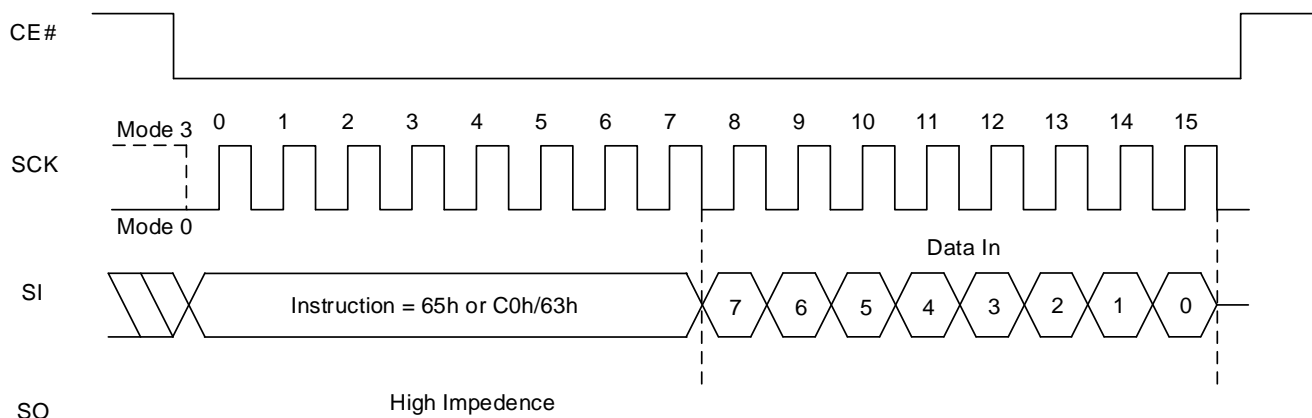 CE#
Mode 3
0 1 2 3 4 5 6 7 8 9 10 11 12 13 14 15
SCK
Mode 0
Data In
SI
Instruction = 65h or C0h/63h
7 6 5 4 3 2 1 0
High Impedence
SO